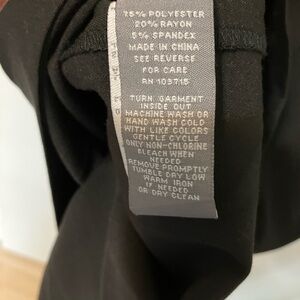 75% POLYESTER
20% RAYON
5% SPANDEX
MADE IN CHINA
SEE REVERSE
FOR CARE
RN 103715
TURN GARMENT
INSIDE OUT
MACHINE WASH OR
HAND WASH COLD
WITH LIKE COLORS
GENTLE CYCLE
ONLY NON-CHLORINE
BLEACH WHEN
NEEDED
REMOVE PROMPTLY
TUMBLE DRY LOW
WARM IRON
IF NEEDED
OR DRY CLEAN